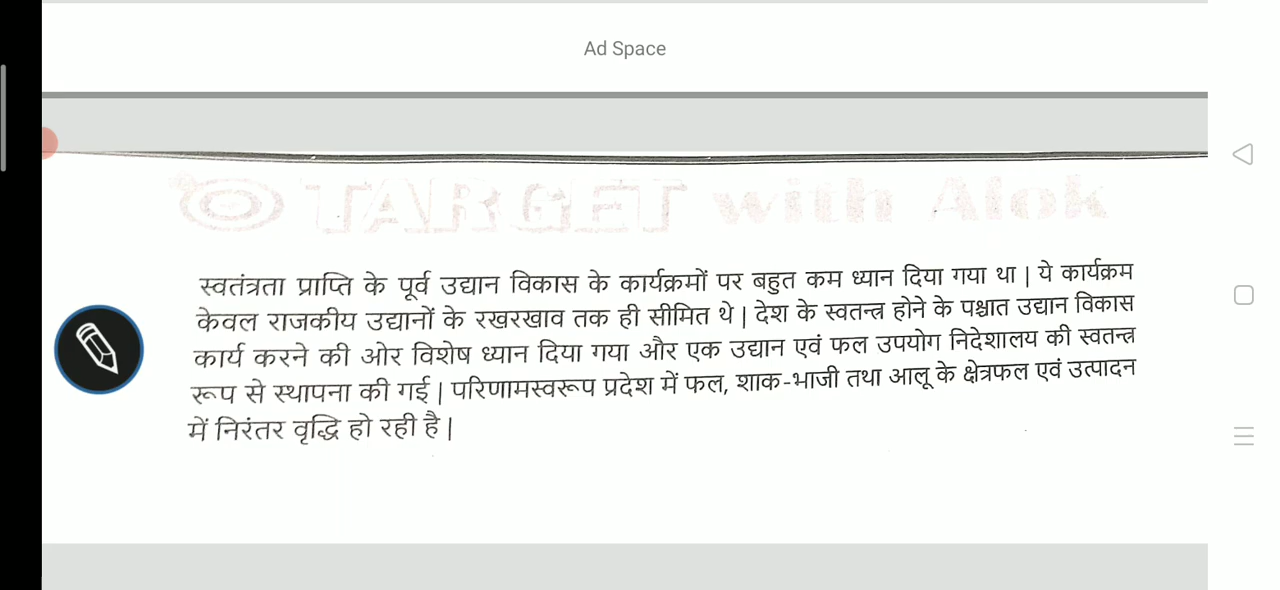 Ad Space
TARGET with Alok
स्वतंत्रता प्राप्ति के पूर्व उद्यान विकास के कार्यक्रमों पर बहुत कम ध्यान दिया गया था | ये कार्यक्रम
केवल राजकीय उद्यानों के रखरखाव तक ही सीमित थे | देश के स्वतन्त्र होने के पश्चात उद्यान विकास
कार्य करने की ओर विशेष ध्यान दिया गया और एक उद्यान एवं फल उपयोग निदेशालय की स्वतन्त्र
रूप से स्थापना की गई | परिणामस्वरूप प्रदेश में फल, शाक-भाजी तथा आलू के क्षेत्रफल एवं उत्पादन
में निरंतर वृद्धि हो रही है |